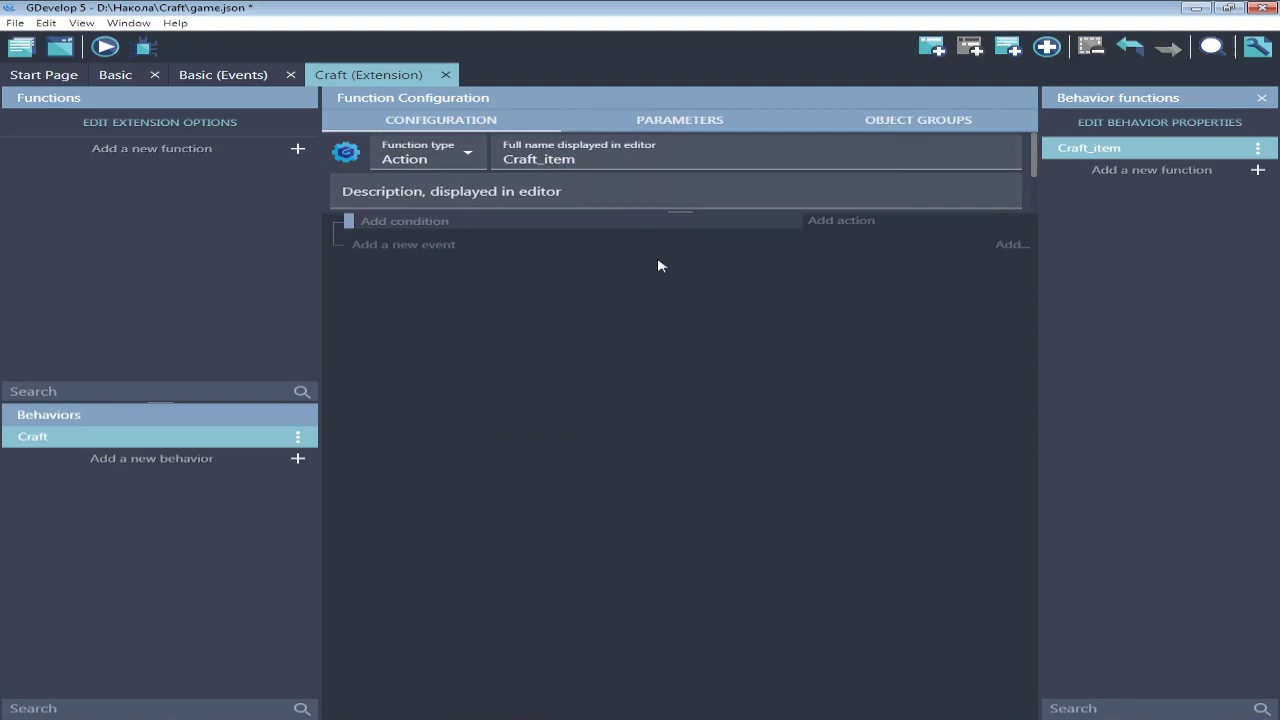 GDevelop 5 - D:\Накола\Craft\game.json *
File Edit View Window Help
Start Page Basic Basic (Events) Craft (Extension)
Functions
EDIT EXTENSION OPTIONS
Add a new function
Search
Behaviors
Craft
Add a new behavior
Search
Function Configuration
CONFIGURATION PARAMETERS OBJECT GROUPS
Function type
Action
Full name displayed in editor
Craft_item
Description, displayed in editor
Add condition Add action
Add a new event Add...
Behavior functions
EDIT BEHAVIOR PROPERTIES
Craft_item
Add a new function
Search